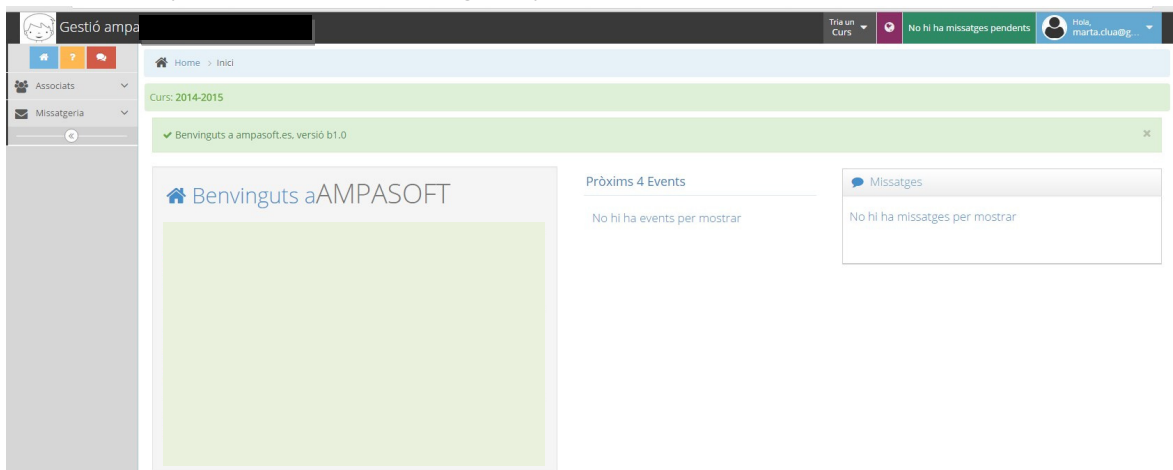 Gestió ampa
Tria un
Curs
No hi ha missatges pendents
Hola,
marta.clua@g...
?
Home > Inici
Associats
Missatgeria
Curs: 2014-2015
Benvinguts a ampasoft.es, versió b1.0
×
Benvinguts aAMPASOFT
Pròxims 4 Events
No hi ha events per mostrar
Missatges
No hi ha missatges per mostrar